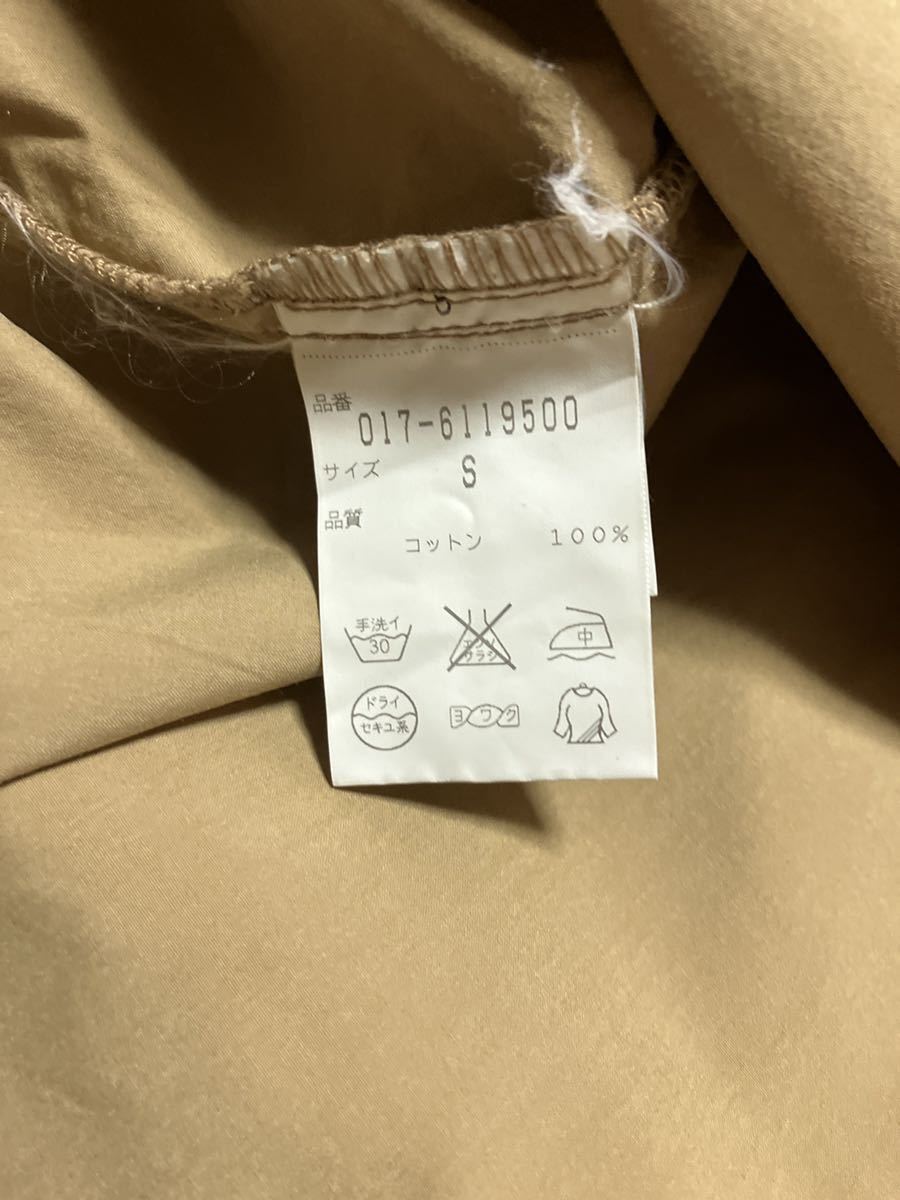 品番
017-6119500
サイズ S
品質
コットン 100%
手洗イ
30
エンソ
サラシ
中
ドライ
セキユ系
ヨワク